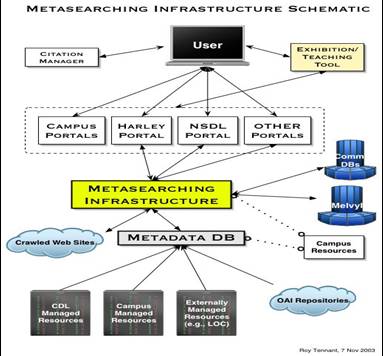 METASEARCHING INFRASTRUCTURE SCHEMATIC
CITATION
MANAGER
User
EXHIBITION/
TEACHING
TOOL
CAMPUS
PORTALS
HARLEY
PORTAL
NSDL
PORTAL
OTHER
PORTALS
Comm
DBs
METASEARCHING
INFRASTRUCTURE
Melvyl
Crawled Web Sites
METADATA DB
Campus
Resources
CDL
Managed
Resources
Campus
Managed
Resources
Externally
Managed
Resources
(e.g., LOC)
OAI Repositories
Roy Tennant, 7 Nov 2003